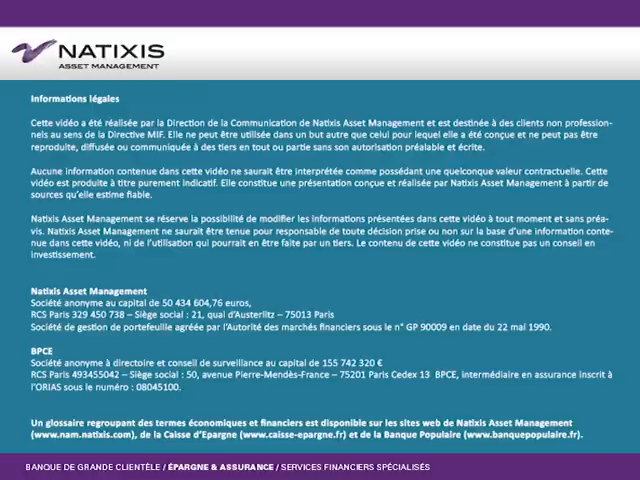 NATIXIS
ASSET MANAGEMENT
Informations légales
Cette vidéo a été réalisée par la Direction de la Communication de Natixis Asset Management et est destinée à des clients non profession-
nels au sens de la Directive MIF. Elle ne peut être utilisée dans un but autre que celui pour lequel elle a été conçue et ne peut pas être
reproduite, diffusée ou communiquée à des tiers en tout ou partie sans son autorisation préalable et écrite.
Aucune information contenue dans cette vidéo ne saurait être interprétée comme possédant une quelconque valeur contractuelle. Cette
vidéo est produite à titre purement indicatif. Elle constitue une présentation conçue et réalisée par Natixis Asset Management à partir de
sources qu'elle estime fiable.
Natixis Asset Management se réserve la possibilité de modifier les informations présentées dans cette vidéo à tout moment et sans préa-
vis. Natixis Asset Management ne saurait être tenue pour responsable de toute décision prise ou non sur la base d'une information conte-
nue dans cette vidéo, ni de l'utilisation qui pourrait en être faite par un tiers. Le contenu de cette vidéo ne constitue pas un conseil en
investissement.
Natixis Asset Management
Société anonyme au capital de 50 434 604,76 euros,
RCS Paris 329 450 738 – Siège social : 21, quai d'Austerlitz – 75013 Paris
Société de gestion de portefeuille agréée par l'Autorité des marchés financiers sous le n° GP 90009 en date du 22 mai 1990.
BPCE
Société anonyme à directoire et conseil de surveillance au capital de 155 742 320 €
RCS Paris 493455042 – Siège social : 50, avenue Pierre-Mendès-France – 75201 Paris Cedex 13 BPCE, intermédiaire en assurance inscrit à
l'ORIAS sous le numéro : 08045100.
Un glossaire regroupant des termes économiques et financiers est disponible sur les sites web de Natixis Asset Management
(www.nam.natixis.com), de la Caisse d'Epargne (www.caisse-epargne.fr) et de la Banque Populaire (www.banquepopulaire.fr).
BANQUE DE GRANDE CLIENTÈLE / ÉPARGNE & ASSURANCE / SERVICES FINANCIERS SPÉCIALISÉS